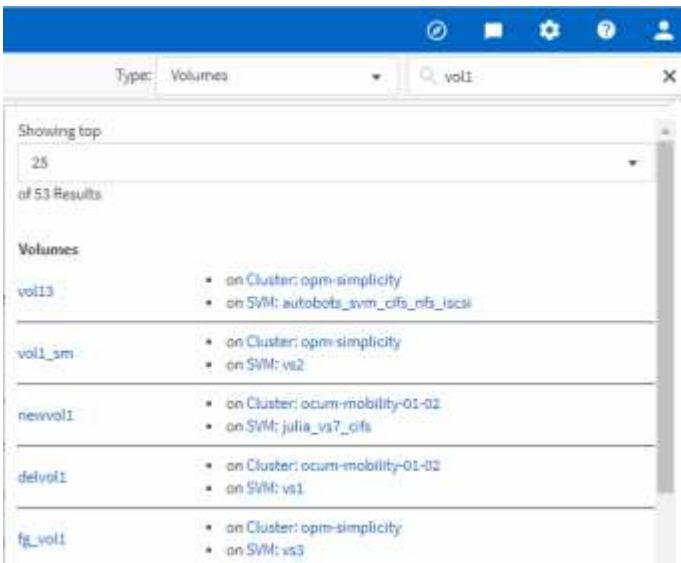 Type: Volumes vol1
Showing top
25
of 53 Results
Volumes
vol13
on Cluster: opm-simplicity
on SVM: autobots_svm_cifs_nfs_iscsi
vol1_sm
on Cluster: opm-simplicity
on SVM: vs2
newvol1
on Cluster: ocum-mobility-01-02
on SVM: julia_vs7_cifs
delvol1
on Cluster: ocum-mobility-01-02
on SVM: vs1
fg_vol1
on Cluster: opm-simplicity
on SVM: vs3